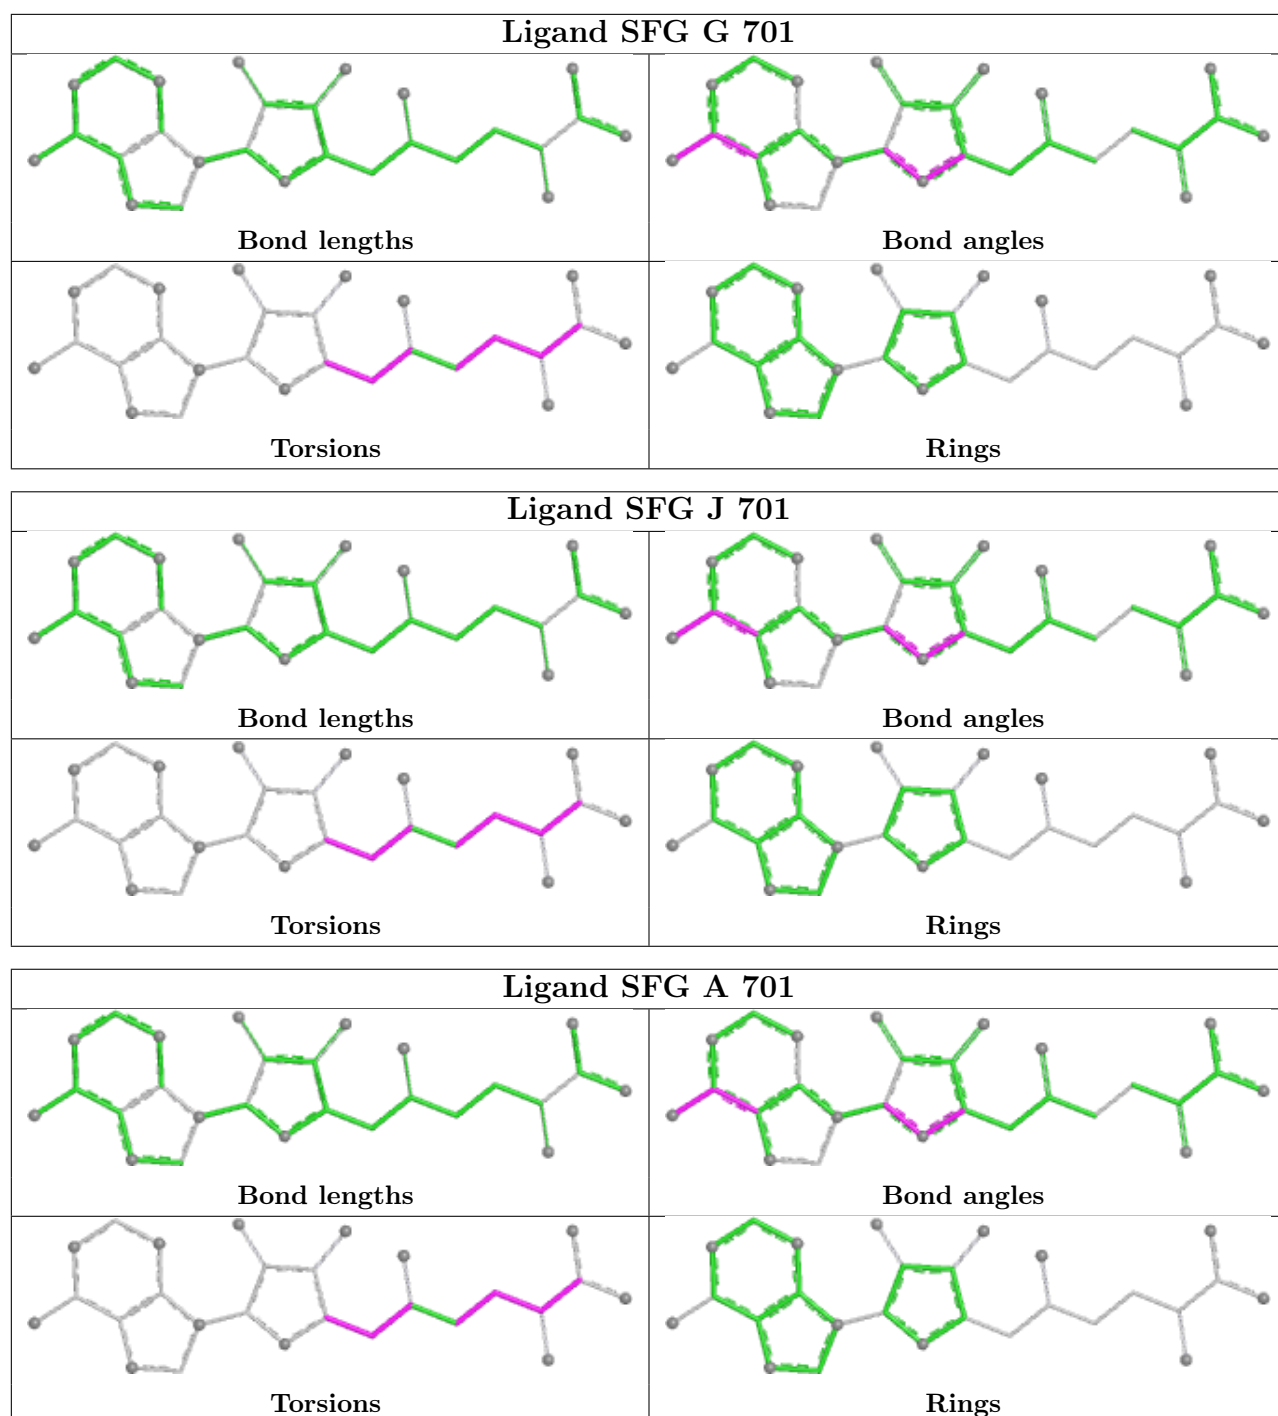 Ligand SFG G 701
Bond lengths
Bond angles
Torsions
Rings
Ligand SFG J 701
Bond lengths
Bond angles
Torsions
Rings
Ligand SFG A 701
Bond lengths
Bond angles
Torsions
Rings